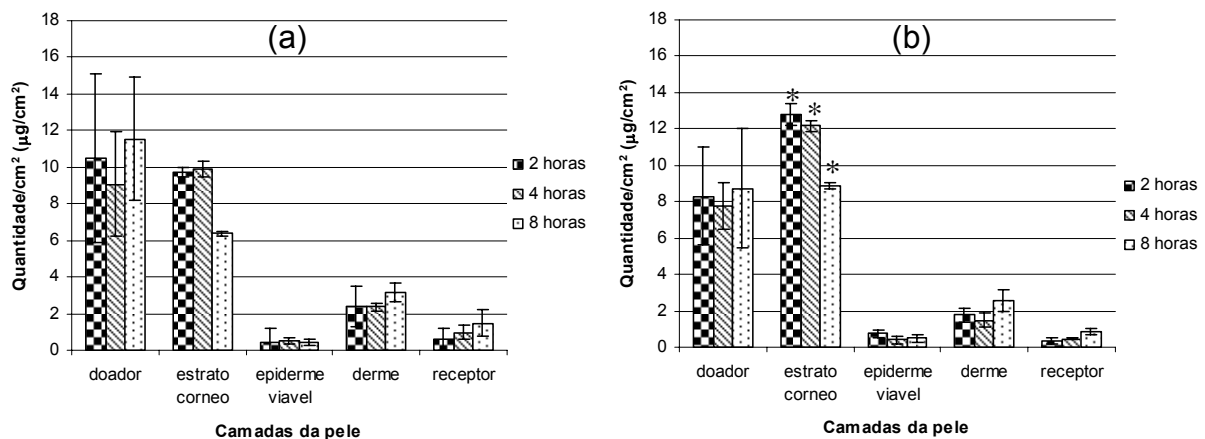 (a)
Quantidade/cm² (µg/cm²)
18
16
14
12
10
8
6
4
2
0
doador
estrato corneo
epiderme viavel
derme
receptor
Camadas da pele
2 horas
4 horas
8 horas
(b)
Quantidade/cm² (µg/cm²)
18
16
14
12
10
8
6
4
2
0
* * *
doador
estrato corneo
epiderme viavel
derme
receptor
Camadas da pele
2 horas
4 horas
8 horas